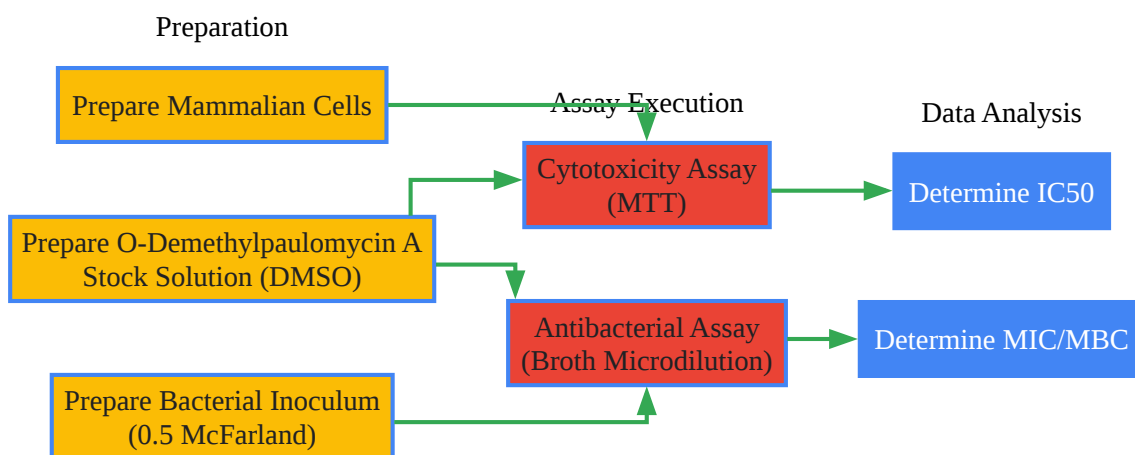 Preparation
Prepare Mammalian Cells
Prepare O-Demethylpaulomycin A
Stock Solution (DMSO)
Prepare Bacterial Inoculum
(0.5 McFarland)
Assay Execution
Cytotoxicity Assay
(MTT)
Antibacterial Assay
(Broth Microdilution)
Data Analysis
Determine IC50
Determine MIC/MBC